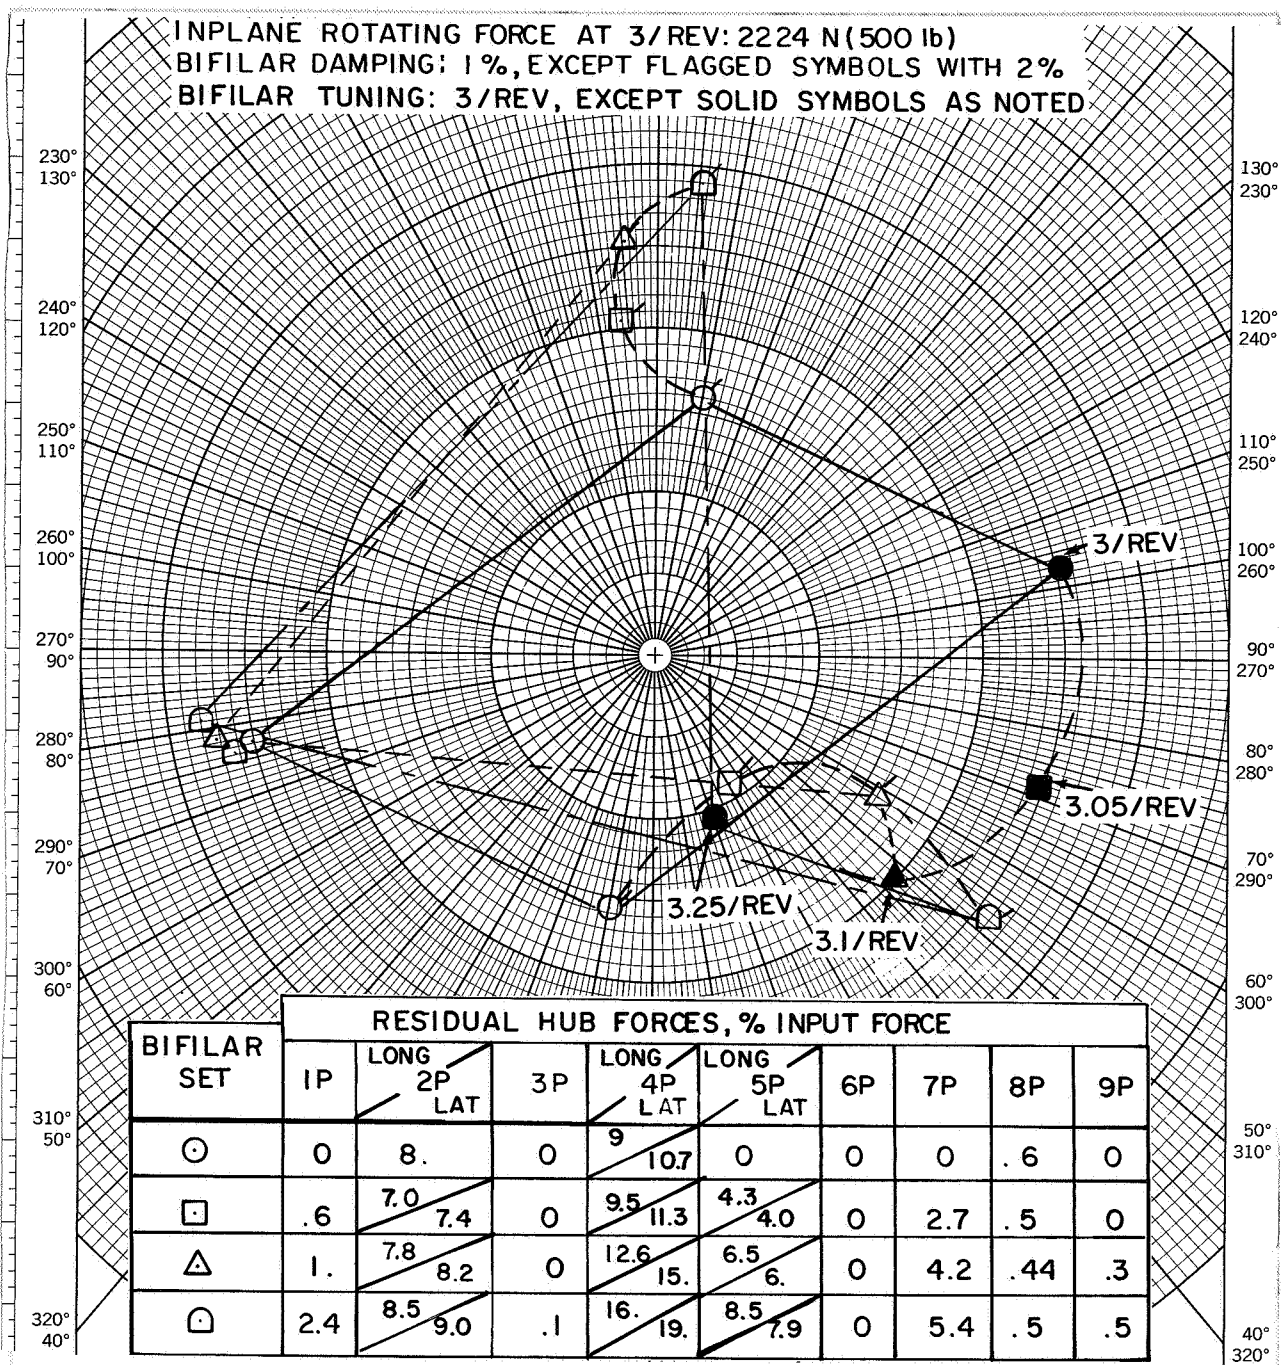 INPLANE ROTATING FORCE AT 3/REV: 2224 N (500 lb)
BIFILAR DAMPING: 1%, EXCEPT FLAGGED SYMBOLS WITH 2%
BIFILAR TUNING: 3/REV, EXCEPT SOLID SYMBOLS AS NOTED
230° 130°
130° 230°
240° 120°
120° 240°
250° 110°
110° 250°
260° 100°
100° 260°
270° 90°
90° 270°
280° 80°
80° 280°
290° 70°
70° 290°
300° 60°
60° 300°
310° 50°
50° 310°
320° 40°
40° 320°
3/REV
3.05/REV
3.25/REV
3.1/REV
RESIDUAL HUB FORCES, % INPUT FORCE
BIFILAR SET 1P LONG 2P LAT 3P LONG 4P LAT LONG 5P LAT 6P 7P 8P 9P
0 8. 0 9 10.7 0 0 0 .6 0
.6 7.0 7.4 0 9.5 11.3 4.3 4.0 0 2.7 .5 0
1. 7.8 8.2 0 12.6 15. 6.5 6. 0 4.2 .44 .3
2.4 8.5 9.0 .1 16. 19. 8.5 7.9 0 5.4 .5 .5